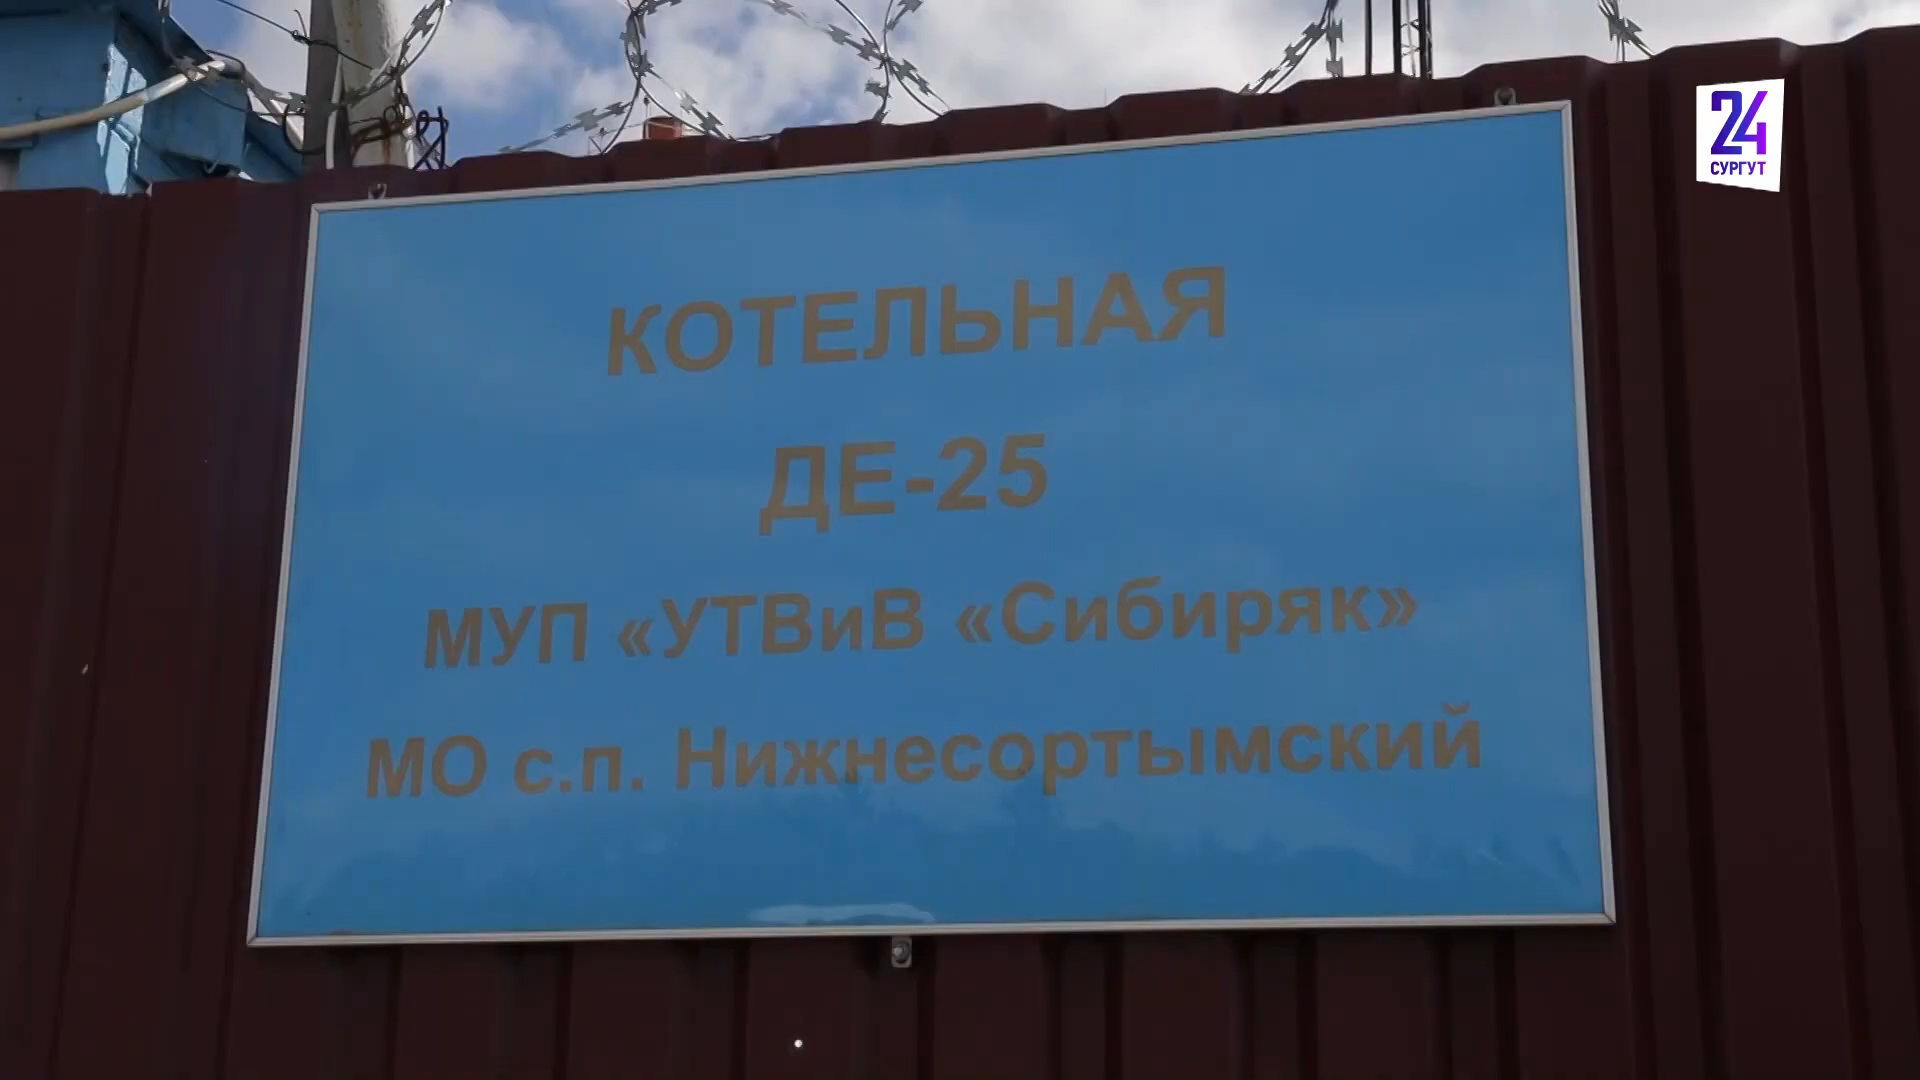 24
СУРГУТ
КОТЕЛЬНАЯ
ДЕ-25
МУП «УТВиВ «Сибиряк»
МО с.п. Нижнесортымский